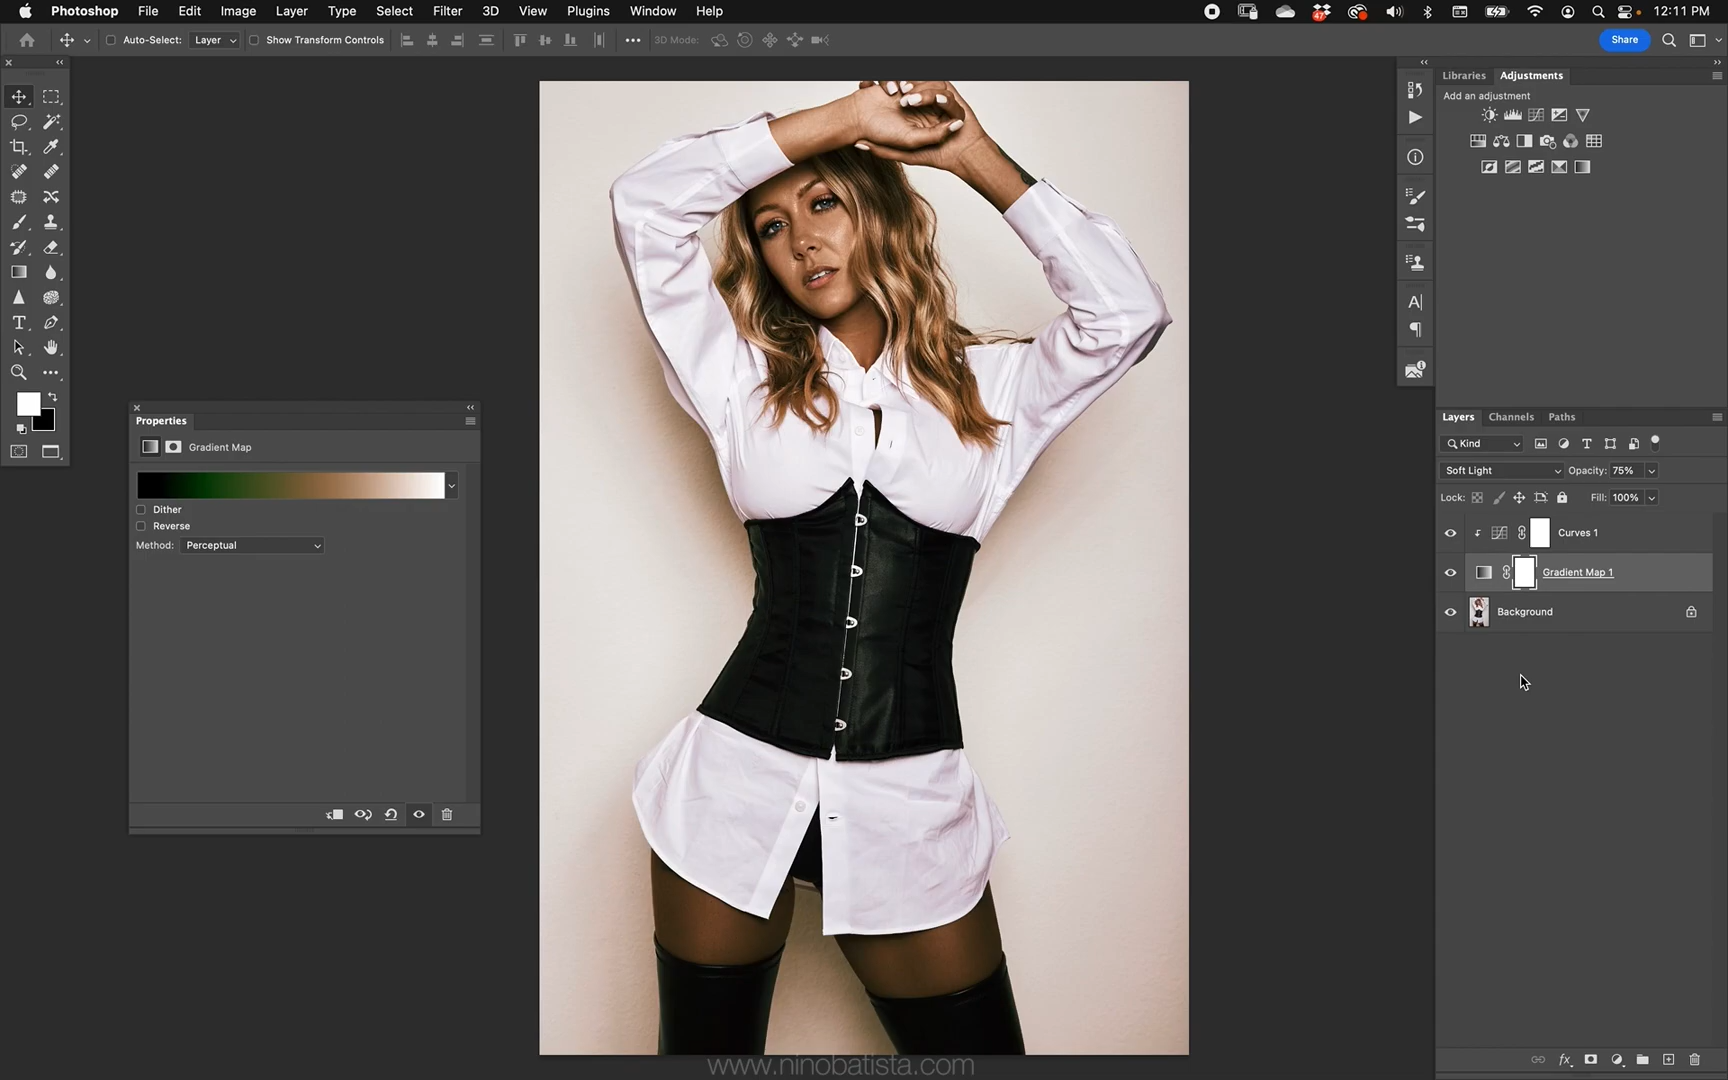 Photoshop File Edit Image Layer Type Select Filter 3D View Plugins Window Help 47 12:11 PM
Auto-Select: Layer Show Transform Controls 3D Mode: Share
Libraries Adjustments
Add an adjustment
Layers Channels Paths
Kind
Soft Light Opacity: 75%
Lock: Fill: 100%
Curves 1
Gradient Map 1
Background
Properties
Gradient Map
Dither
Reverse
Method: Perceptual
www.ninobatista.com